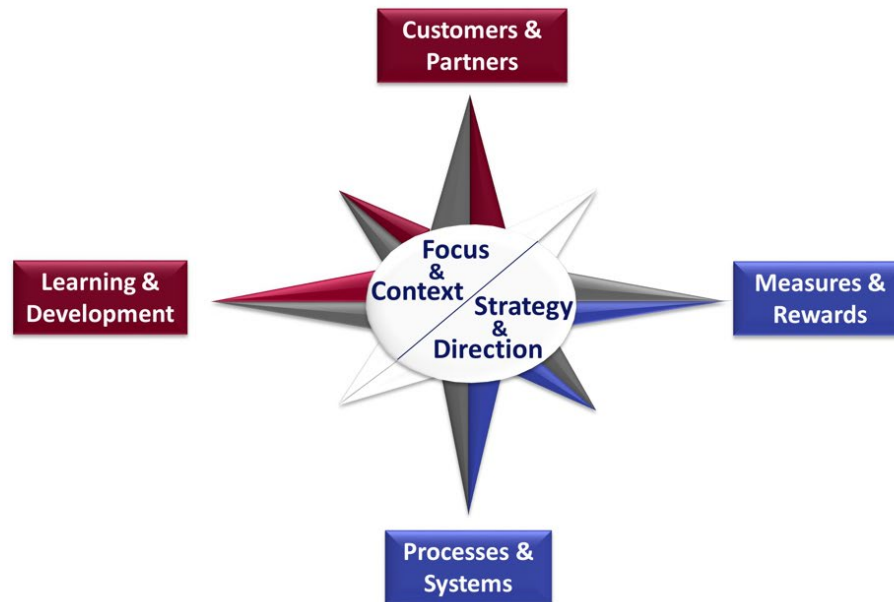 Customers &
Partners
Focus
&
Context
Strategy
&
Direction
Learning &
Development
Measures &
Rewards
Processes &
Systems